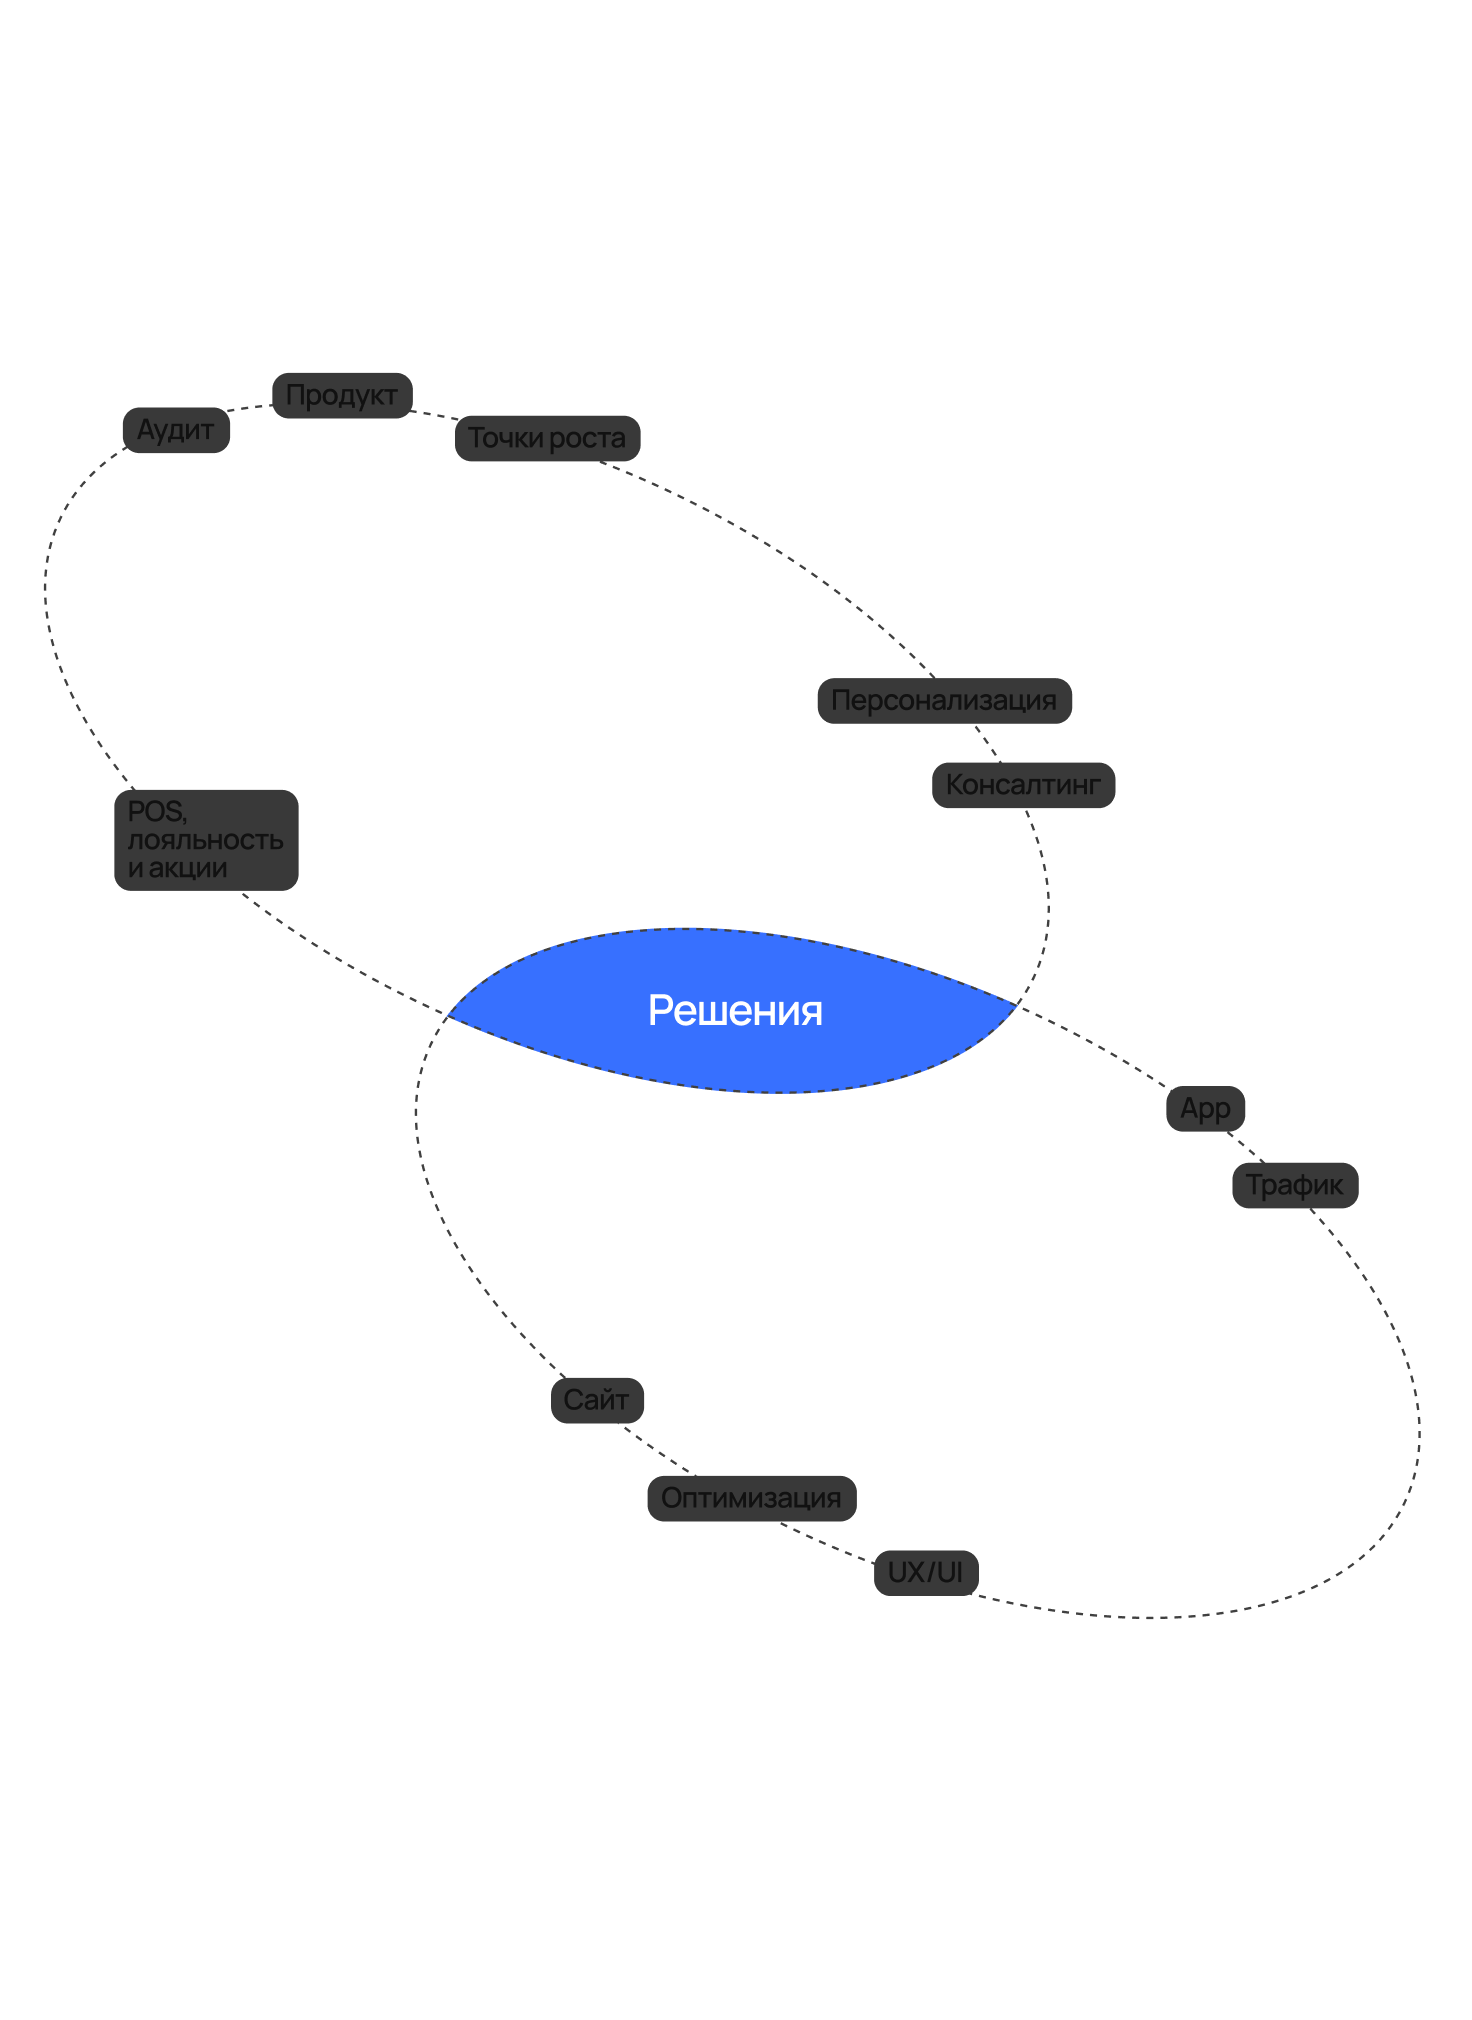 Продукт
Аудит
Точки роста
Персонализация
Консалтинг
POS,
лояльность
и акции
Решения
App
Трафик
Сайт
Оптимизация
UX/UI